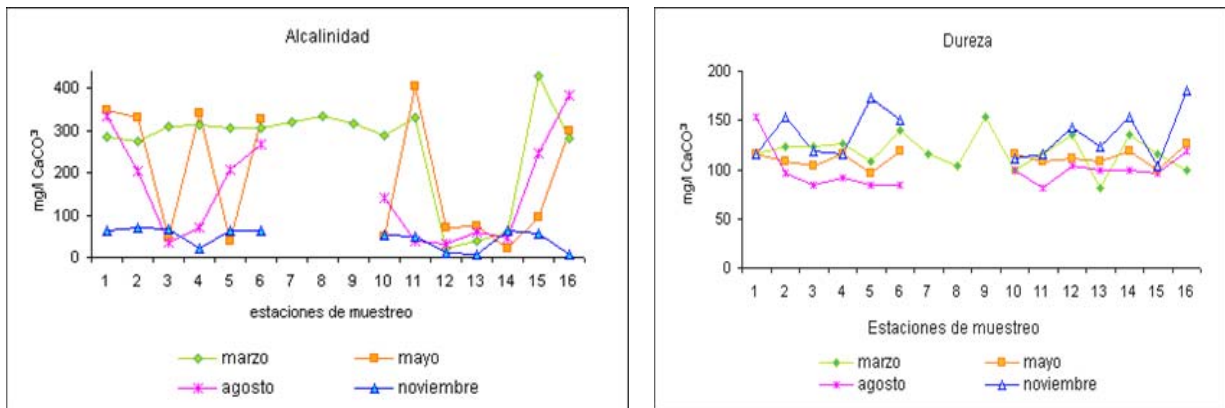 Alcalinidad
mg/l CaCO³
400
300
200
100
0
1 2 3 4 5 6 7 8 9 10 11 12 13 14 15 16
estaciones de muestreo
marzo mayo
agosto noviembre
Dureza
mg/l CaCO³
200
150
100
50
0
1 2 3 4 5 6 7 8 9 10 11 12 13 14 15 16
Estaciones de muestreo
marzo mayo
agosto noviembre